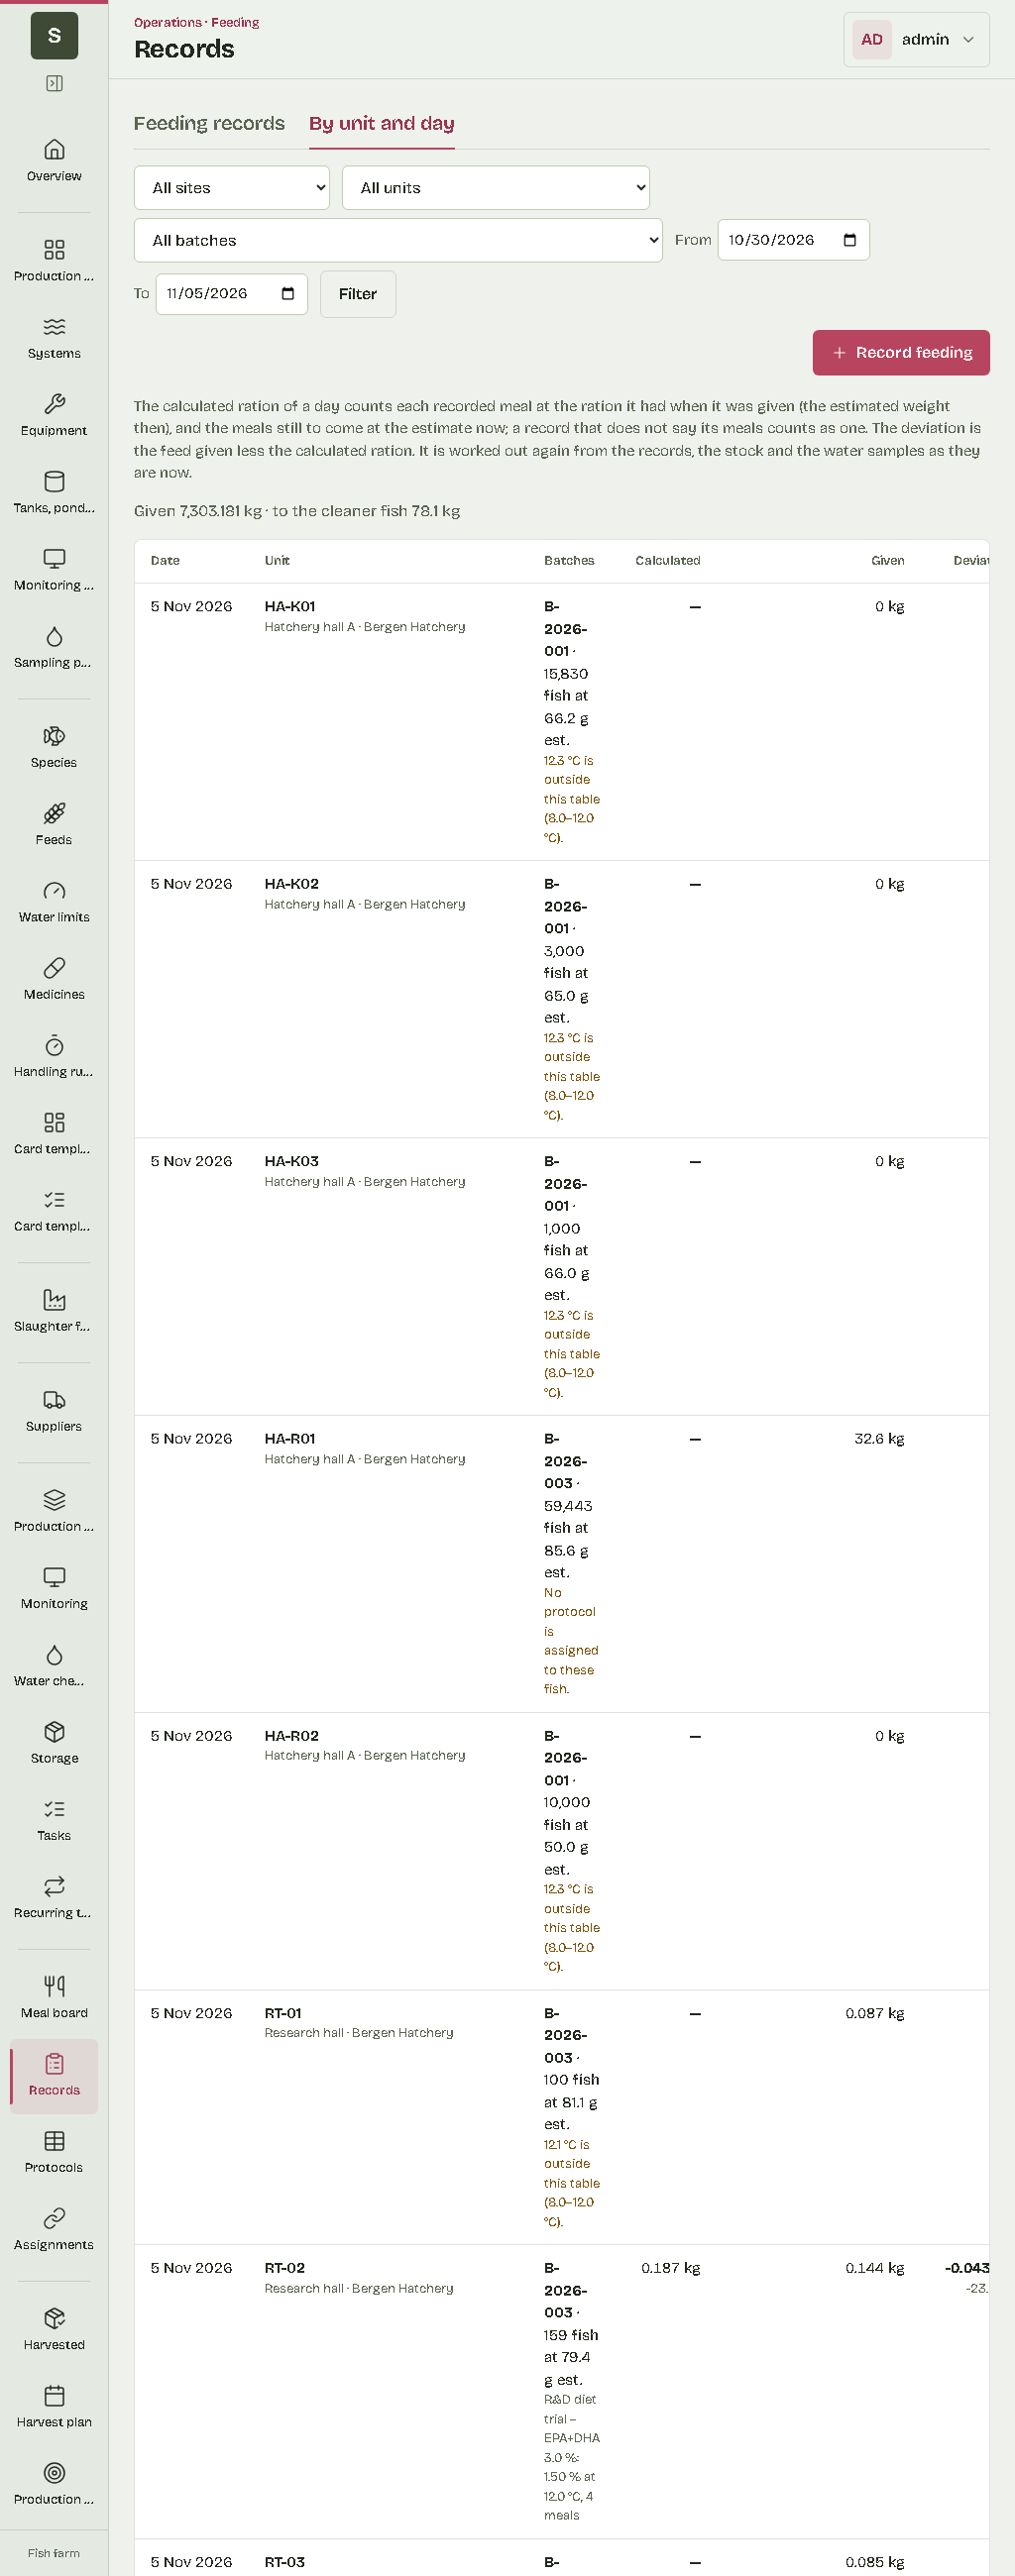 S
Overview
Production ...
Systems
Equipment
Tanks, pond...
Monitoring ...
Sampling p...
Species
Feeds
Water limits
Medicines
Handling ru...
Card templ...
Card templ...
Slaughter f...
Suppliers
Production ...
Monitoring
Water che...
Storage
Tasks
Recurring t...
Meal board
Records
Protocols
Assignments
Harvested
Harvest plan
Production ...
Fish farm
Operations · Feeding
Records
AD admin
Feeding records By unit and day
All sites All units
All batches From 10/30/2026
To 11/05/2026 Filter
+ Record feeding
The calculated ration of a day counts each recorded meal at the ration it had when it was given (the estimated weight
then), and the meals still to come at the estimate now; a record that does not say its meals counts as one. The deviation is
the feed given less the calculated ration. It is worked out again from the records, the stock and the water samples as they
are now.
Given 7,303.181 kg · to the cleaner fish 78.1 kg
Date Unit Batches Calculated Given Devia
5 Nov 2026 HA-K01 B- — 0 kg
Hatchery hall A · Bergen Hatchery
2026-
001 ·
15,830
fish at
66.2 g
est.
12.3 °C is
outside
this table
(8.0–12.0
°C).
5 Nov 2026 HA-K02 B- — 0 kg
Hatchery hall A · Bergen Hatchery
2026-
001 ·
3,000
fish at
65.0 g
est.
12.3 °C is
outside
this table
(8.0–12.0
°C).
5 Nov 2026 HA-K03 B- — 0 kg
Hatchery hall A · Bergen Hatchery
2026-
001 ·
1,000
fish at
66.0 g
est.
12.3 °C is
outside
this table
(8.0–12.0
°C).
5 Nov 2026 HA-R01 B- — 32.6 kg
Hatchery hall A · Bergen Hatchery
2026-
003 ·
59,443
fish at
85.6 g
est.
No
protocol
is
assigned
to these
fish.
5 Nov 2026 HA-R02 B- — 0 kg
Hatchery hall A · Bergen Hatchery
2026-
001 ·
10,000
fish at
50.0 g
est.
12.3 °C is
outside
this table
(8.0–12.0
°C).
5 Nov 2026 RT-01 B- — 0.087 kg
Research hall · Bergen Hatchery
2026-
003 ·
100 fish
at 81.1 g
est.
12.1 °C is
outside
this table
(8.0–12.0
°C).
5 Nov 2026 RT-02 B- 0.187 kg 0.144 kg -0.043
Research hall · Bergen Hatchery -23.
2026-
003 ·
159 fish
at 79.4
g est.
R&D diet
trial –
EPA+DHA
3.0 %:
1.50 % at
12.0 °C, 4
meals
5 Nov 2026 RT-03 B- — 0.085 kg